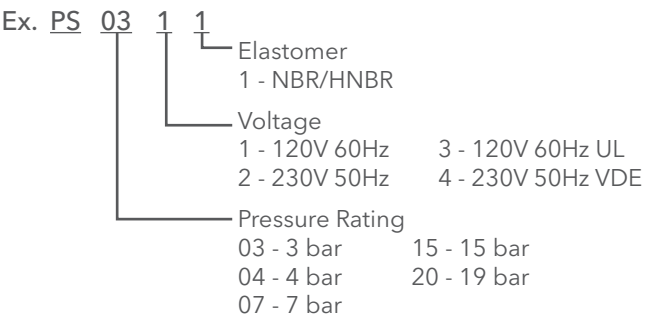 Ex. PS 03 1 1
Elastomer
1 - NBR/HNBR
Voltage
1 - 120V 60Hz 3 - 120V 60Hz UL
2 - 230V 50Hz 4 - 230V 50Hz VDE
Pressure Rating
03 - 3 bar 15 - 15 bar
04 - 4 bar 20 - 19 bar
07 - 7 bar